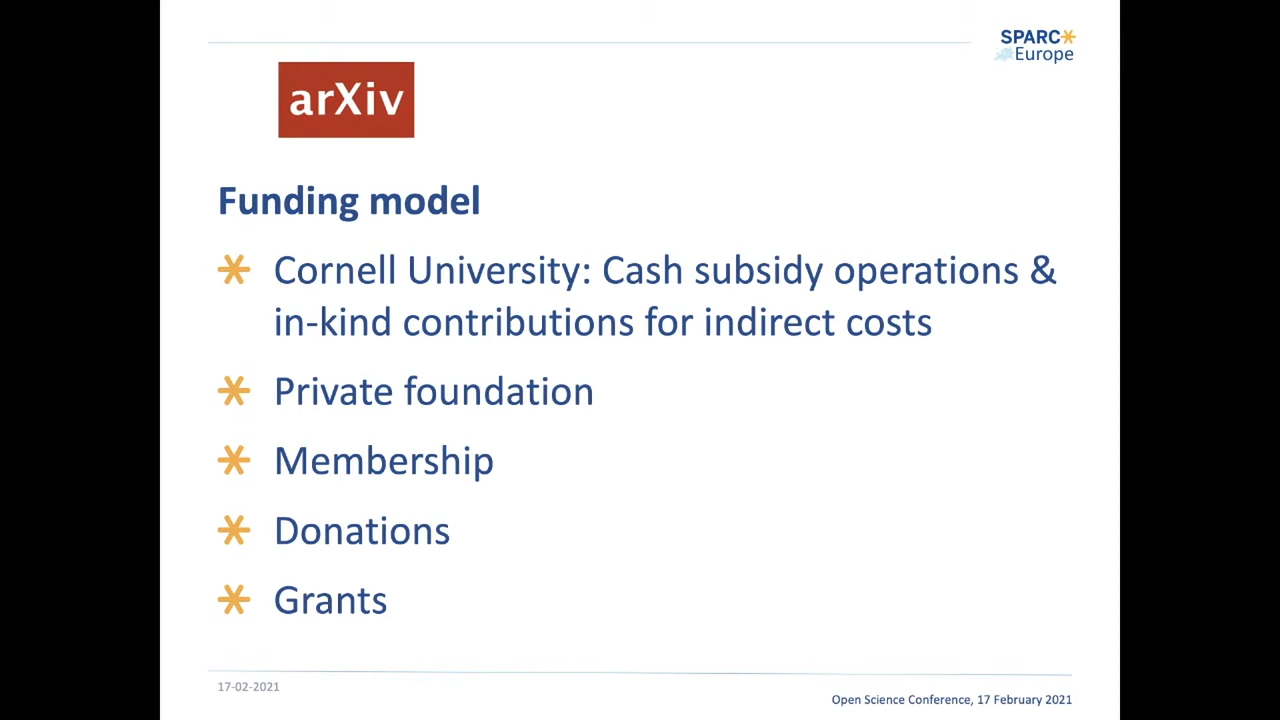 SPARC
Europe
arXiv
Funding model
Cornell University: Cash subsidy operations &
in-kind contributions for indirect costs
Private foundation
Membership
Donations
Grants
17-02-2021
Open Science Conference, 17 February 2021